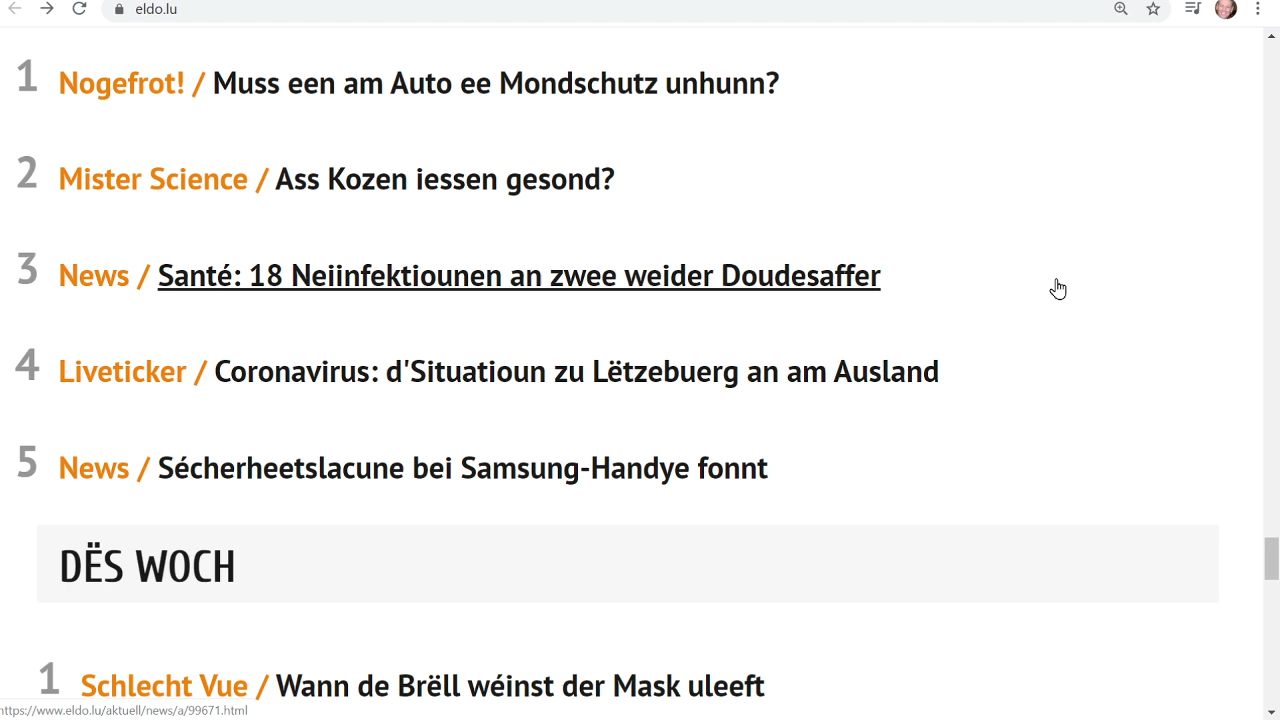 eldo.lu
1 Nogefrot! / Muss een am Auto ee Mondschutz unhunn?
2 Mister Science / Ass Kozen iessen gesond?
3 News / Santé: 18 Neiinfektiounen an zwee weider Doudesaffer
4 Liveticker / Coronavirus: d'Situatioun zu Lëtzebuerg an am Ausland
5 News / Sécherheetslacune bei Samsung-Handye fonnt
DËS WOCH
1 Schlecht Vue / Wann de Brëll wéinst der Mask uleeft
https://www.eldo.lu/aktuell/news/a/99671.html